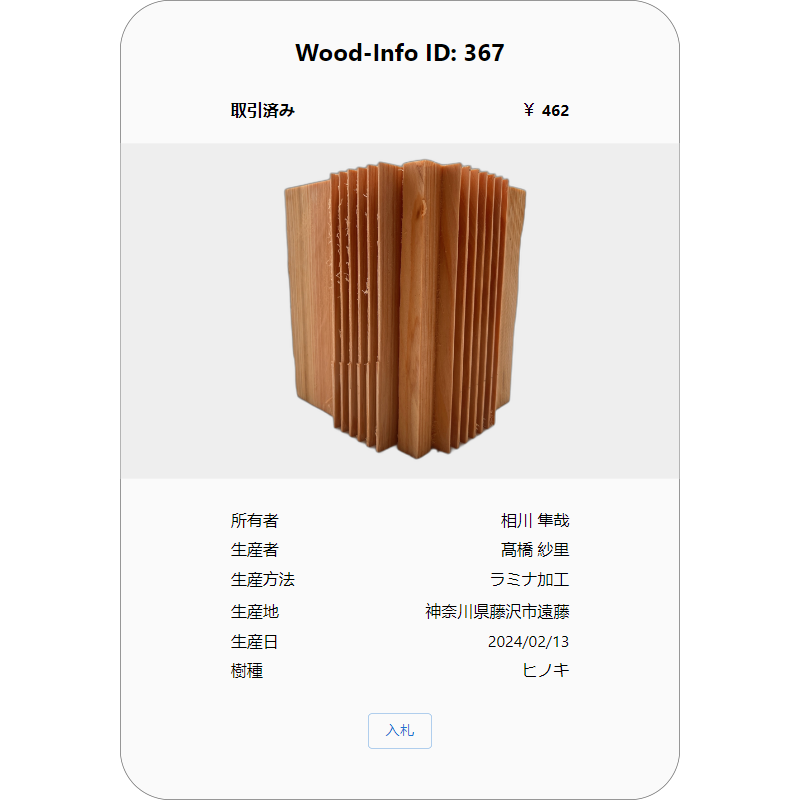 Wood-Info ID: 367
取引済み ¥ 462
所有者 相川 隼哉
生産者 髙橋 紗里
生産方法 ラミナ加工
生産地 神奈川県藤沢市遠藤
生産日 2024/02/13
樹種 ヒノキ
入札